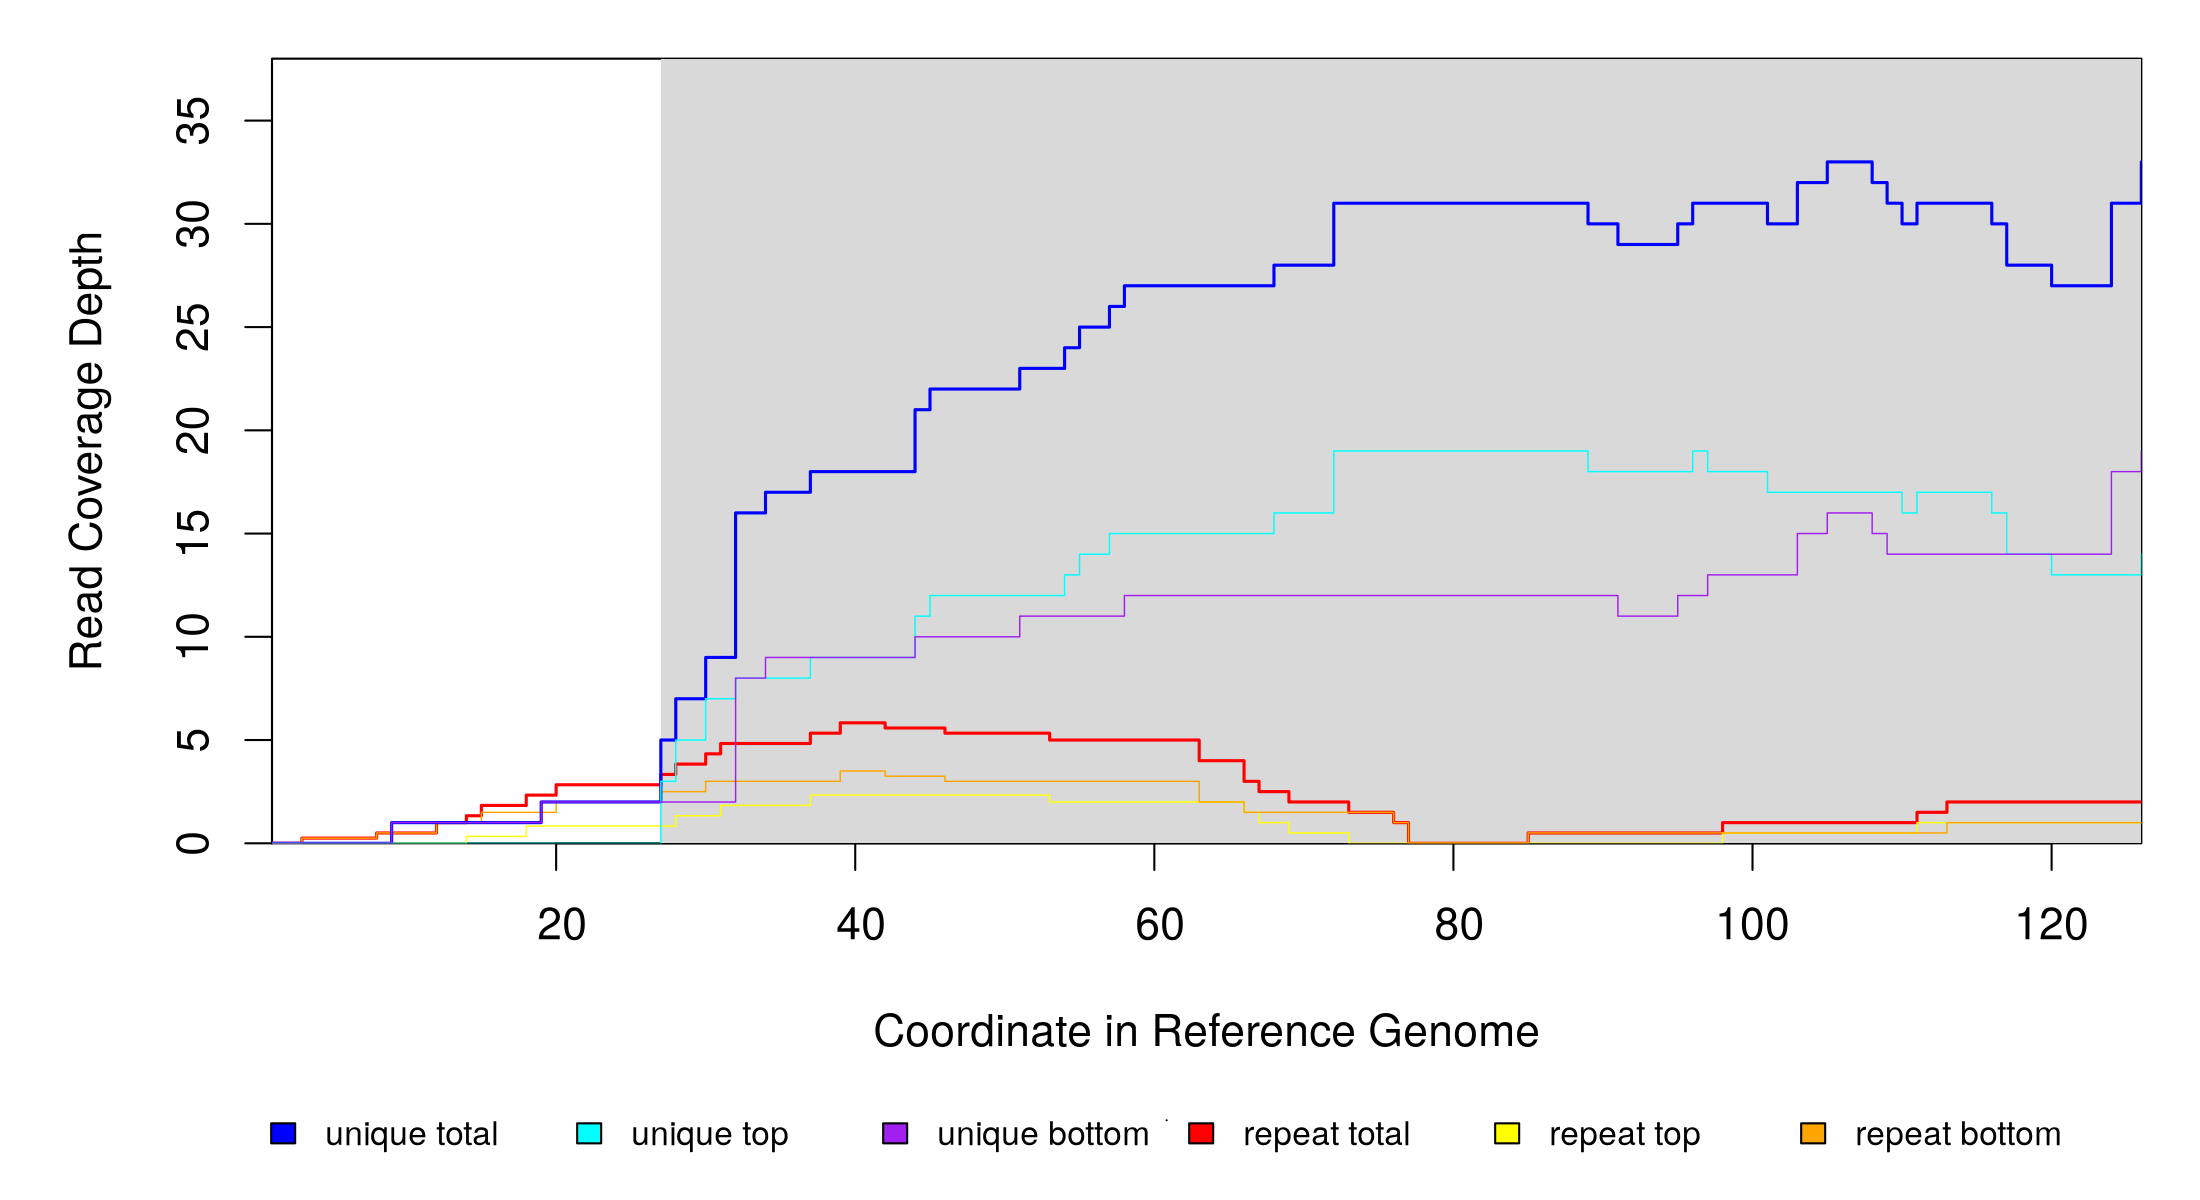 Read Coverage Depth
35
30
25
20
15
10
5
0
20 40 60 80 100 120
Coordinate in Reference Genome
unique total unique top unique bottom repeat total repeat top repeat bottom